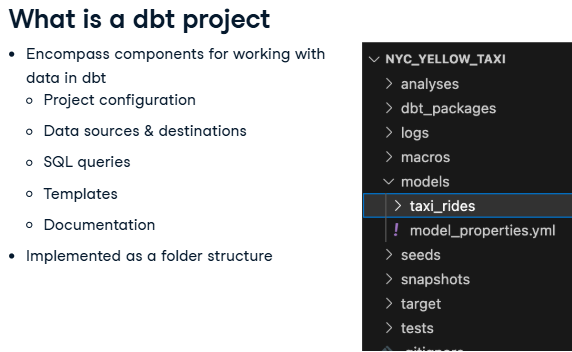 What is a dbt project
• Encompass components for working with
data in dbt
○ Project configuration
○ Data sources & destinations
○ SQL queries
○ Templates
○ Documentation
• Implemented as a folder structure
NYC_YELLOW_TAXI
analyses
dbt_packages
logs
macros
models
taxi_rides
! model_properties.yml
seeds
snapshots
target
tests